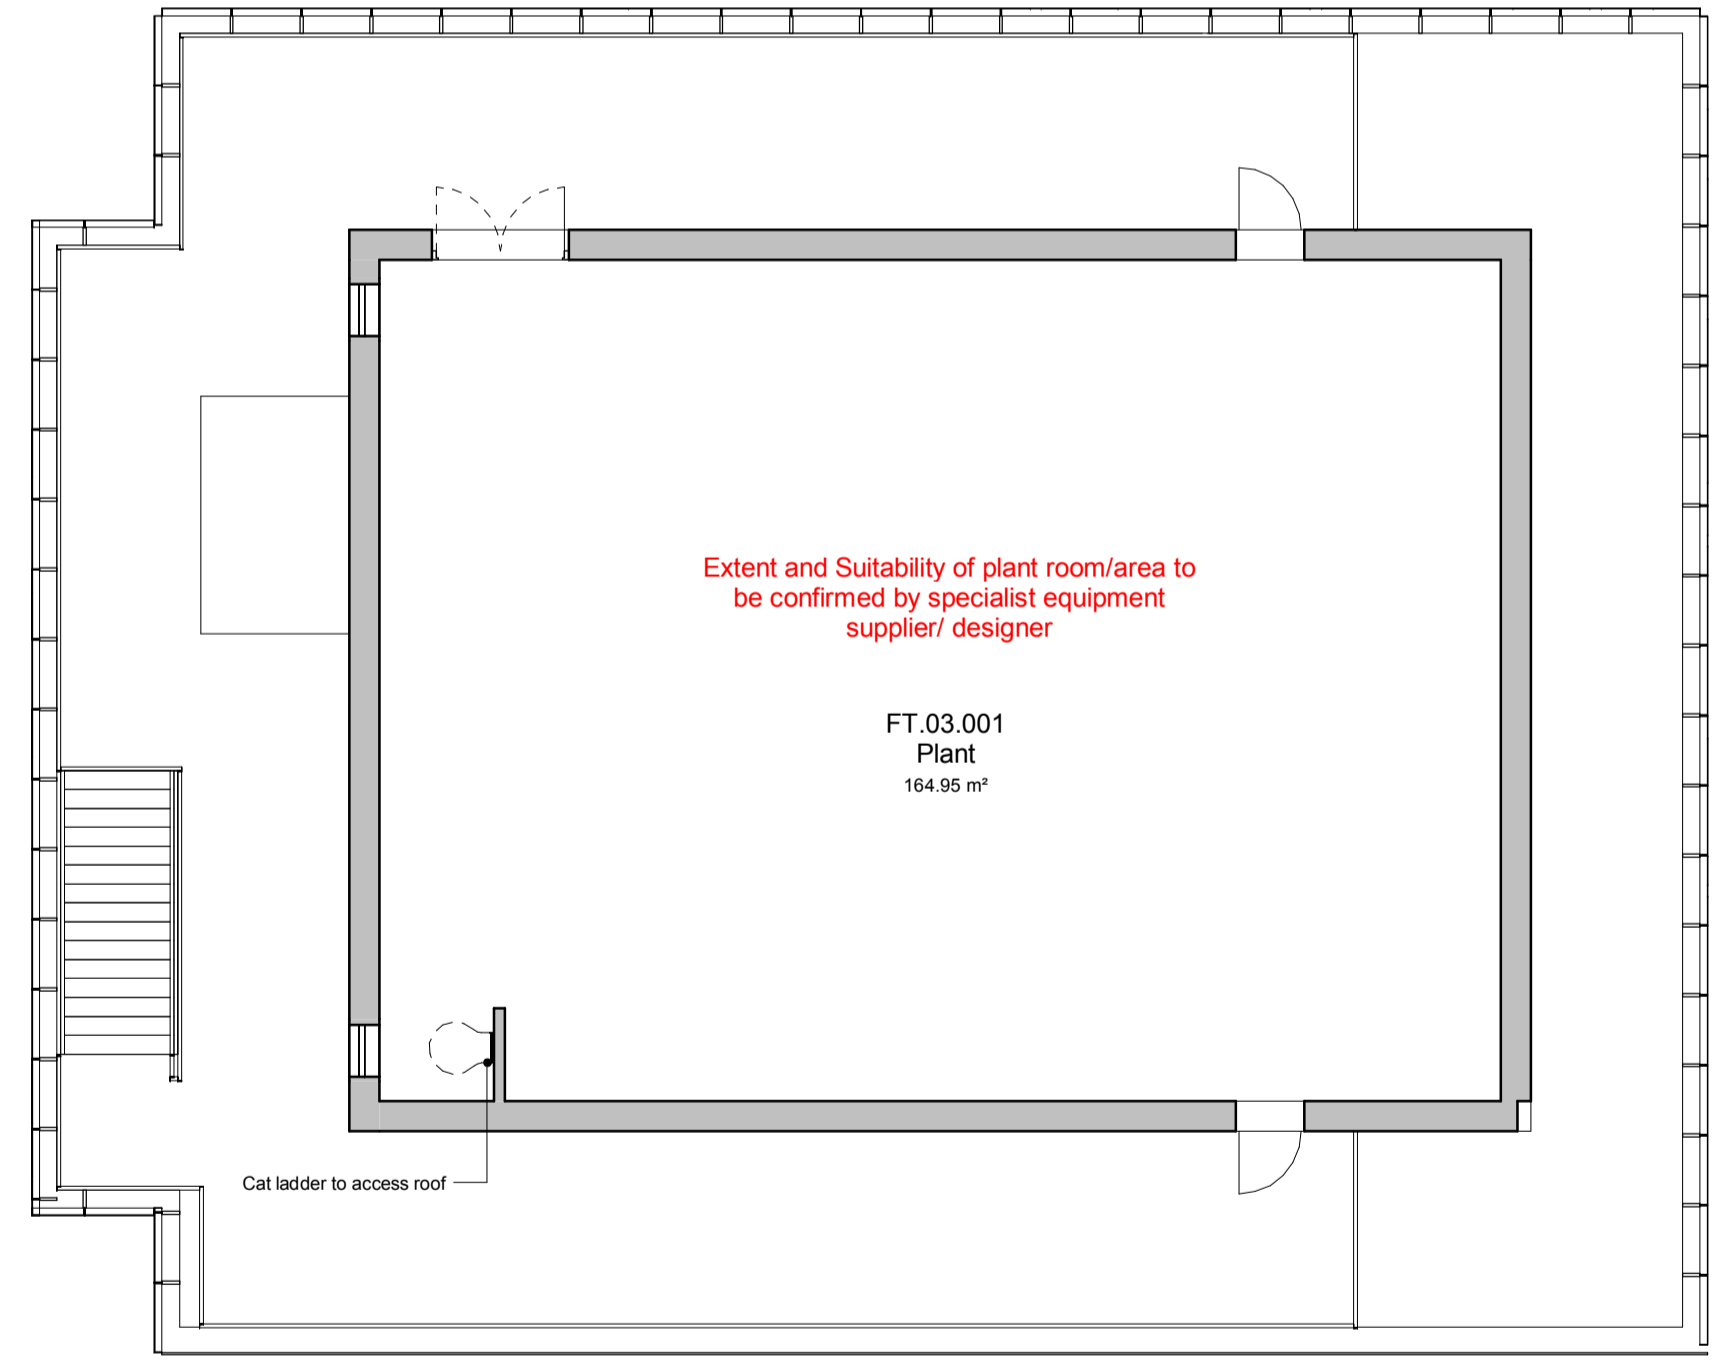 Extent and Suitability of plant room/area to
be confirmed by specialist equipment
supplier/ designer
FT.03.001
Plant
164.95 m²
Cat ladder to access roof